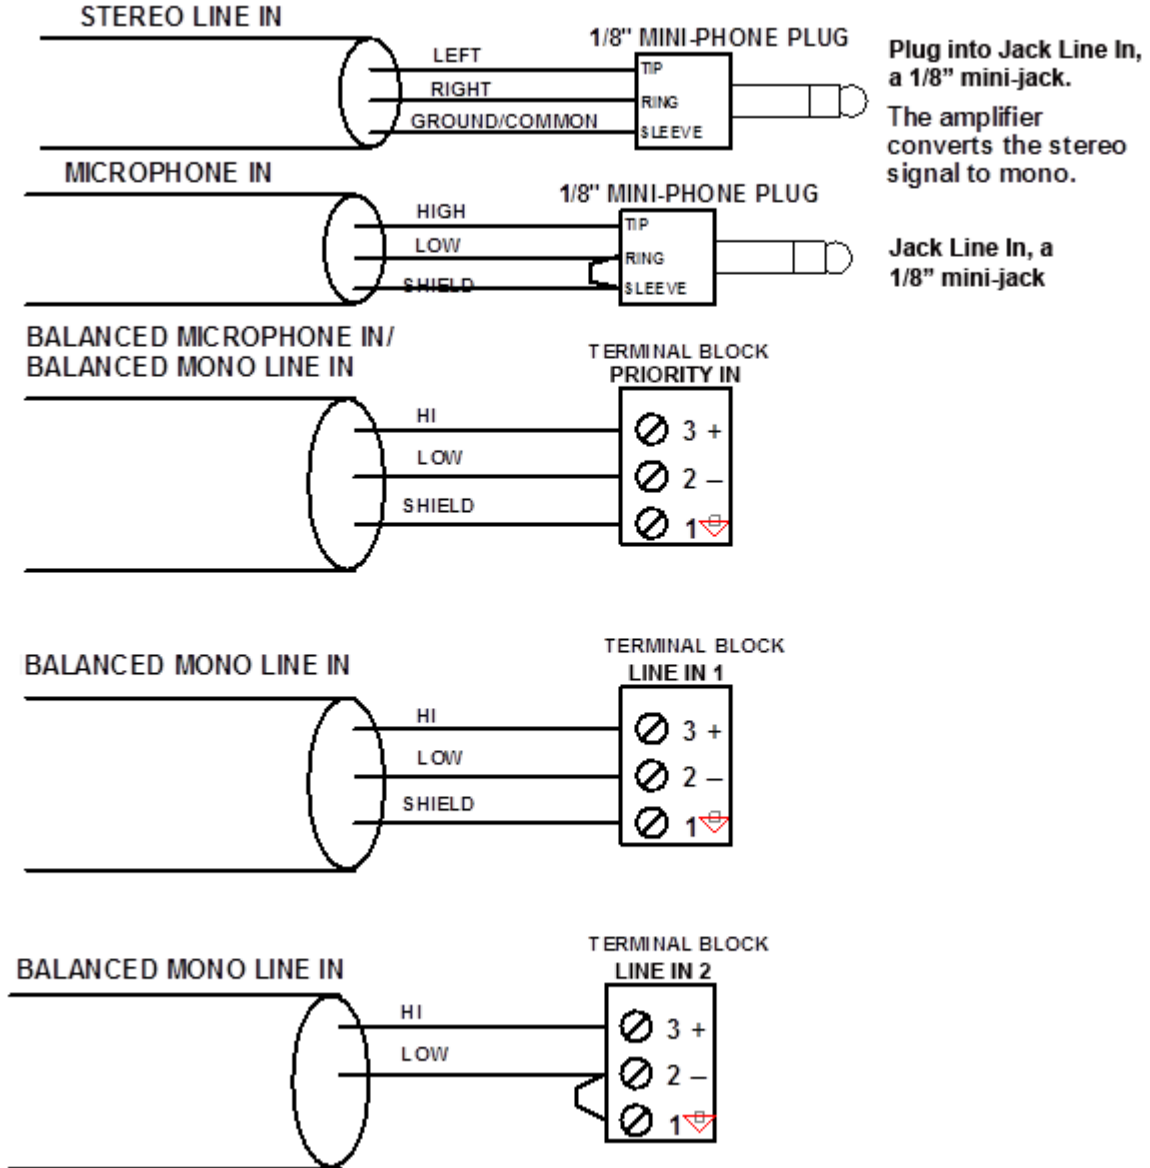 STEREO LINE IN
1/8" MINI-PHONE PLUG
LEFT
TIP
RIGHT
RING
GROUND/COMMON
SLEEVE
Plug into Jack Line In,
a 1/8” mini-jack.
The amplifier
converts the stereo
signal to mono.
MICROPHONE IN
1/8" MINI-PHONE PLUG
HIGH
TIP
LOW
RING
SHIELD
SLEEVE
Jack Line In, a
1/8” mini-jack
BALANCED MICROPHONE IN/
BALANCED MONO LINE IN
TERMINAL BLOCK
PRIORITY IN
HI
3 +
LOW
2 –
SHIELD
1
BALANCED MONO LINE IN
TERMINAL BLOCK
LINE IN 1
HI
3 +
LOW
2 –
SHIELD
1
BALANCED MONO LINE IN
TERMINAL BLOCK
LINE IN 2
HI
3 +
LOW
2 –
1